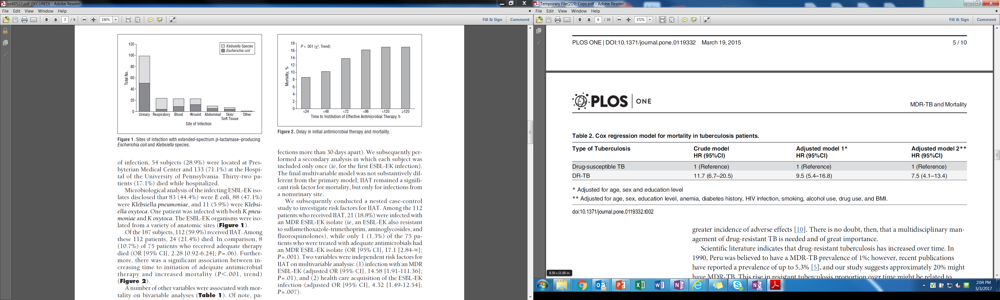 ioi40522.pdf (SECURED) - Adobe Reader
File Edit View Window Help
3 / 6
150%
Fill & Sign Comment
120
100
80
60
40
20
0
Total No.
Klebsiella Species
Escherichia coli
Urinary Respiratory Blood Wound Abdominal Skin/ Other
Soft Tissue
Site of Infection
Figure 1. Sites of infection with extended-spectrum β-lactamase–producing
Escherichia coli and Klebsiella species.
of infection, 54 subjects (28.9%) were located at Pres-
byterian Medical Center and 133 (71.1%) at the Hospi-
tal of the University of Pennsylvania. Thirty-two pa-
tients (17.1%) died while hospitalized.
Microbiological analysis of the infecting ESBL-EK iso-
lates disclosed that 83 (44.4%) were E coli, 88 (47.1%)
were Klebsiella pneumoniae, and 11 (5.9%) were Klebsi-
ella oxytoca. One patient was infected with both K pneu-
moniae and K oxytoca. The ESBL-EK organisms were iso-
lated from a variety of anatomic sites (Figure 1).
Of the 187 subjects, 112 (59.9%) received IIAT. Among
these 112 patients, 24 (21.4%) died. In comparison, 8
(10.7%) of 75 patients who received adequate therapy
died (OR [95% CI], 2.28 [0.92-6.24]; P=.06). Further-
more, there was a significant association between in-
creasing time to initiation of adequate antimicrobial
therapy and increased mortality (P<.001, trend)
(Figure 2).
A number of other variables were associated with mor-
tality on bivariable analyses (Table 1). Of note, pa-
18
16
14
12
10
8
6
4
2
0
Mortality, %
P < .001 (χ², Trend)
<24 <48 <72 <96 <120 ≥120
Time to Institution of Effective Antimicrobial Therapy, h
Figure 2. Delay in initial antimicrobial therapy and mortality.
fections more than 30 days apart). We subsequently per-
formed a secondary analysis in which each subject was
included only once (ie, for the first ESBL-EK infection).
The final multivariable model was not substantively dif-
ferent from the primary model; IIAT remained a signifi-
cant risk factor for mortality, but only for infections from
a nonurinary site.
We subsequently conducted a nested case-control
study to investigate risk factors for IIAT. Among the 112
patients who received IIAT, 21 (18.8%) were infected with
an MDR ESBL-EK isolate (ie, an ESBL-EK also resistant
to sulfamethoxazole-trimethoprim, aminoglycosides, and
fluoroquinolones), while only 1 (1.3%) of the 75 pa-
tients who were treated with adequate antimicrobials had
an MDR ESBL-EK isolate (OR [95% CI], 17.1 [2.84-∞];
P=.001). Two variables were independent risk factors for
IIAT on multivariable analysis: (1) infection with an MDR
ESBL-EK (adjusted OR [95% CI], 14.58 [1.91-111.36];
P=.01), and (2) health care acquisition of the ESBL-EK
infection (adjusted OR [95% CI], 4.32 [1.49-12.54];
P=.007).
Temporary File[219] Copy.pdf - Adobe Reader
File Edit View Window Help
6 / 10
172%
Fill & Sign Comment
PLOS ONE | DOI:10.1371/journal.pone.0119332 March 19, 2015 5 / 10
PLOS ONE
MDR-TB and Mortality
Table 2. Cox regression model for mortality in tuberculosis patients.
Type of Tuberculosis Crude model Adjusted model 1* Adjusted model 2**
HR (95%CI) HR (95%CI) HR (95%CI)
Drug-susceptible TB 1 (Reference) 1 (Reference) 1 (Reference)
DR-TB 11.7 (6.7–20.5) 9.5 (5.4–16.8) 7.5 (4.1–13.4)
* Adjusted for age, sex and education level
** Adjusted for age, sex, education level, anemia, diabetes history, HIV infection, smoking, alcohol use, drug use, and BMI.
doi:10.1371/journal.pone.0119332.t002
greater incidence of adverse effects [10]. There is no doubt, then, that a multidisciplinary man-
agement of drug-resistant TB is needed and of great importance.
Scientific literature indicates that drug-resistant tuberculosis has increased over time. In
1990, Peru was believed to have a MDR-TB prevalence of 1%; however, recent publications
have reported a prevalence of up to 5.3% [5], and our study suggests approximately 20% might
have MDR-TB. This rise in resistant tuberculosis proportion over time might be related to
8.50 x 11.00 in
2:04 PM
3/3/2017